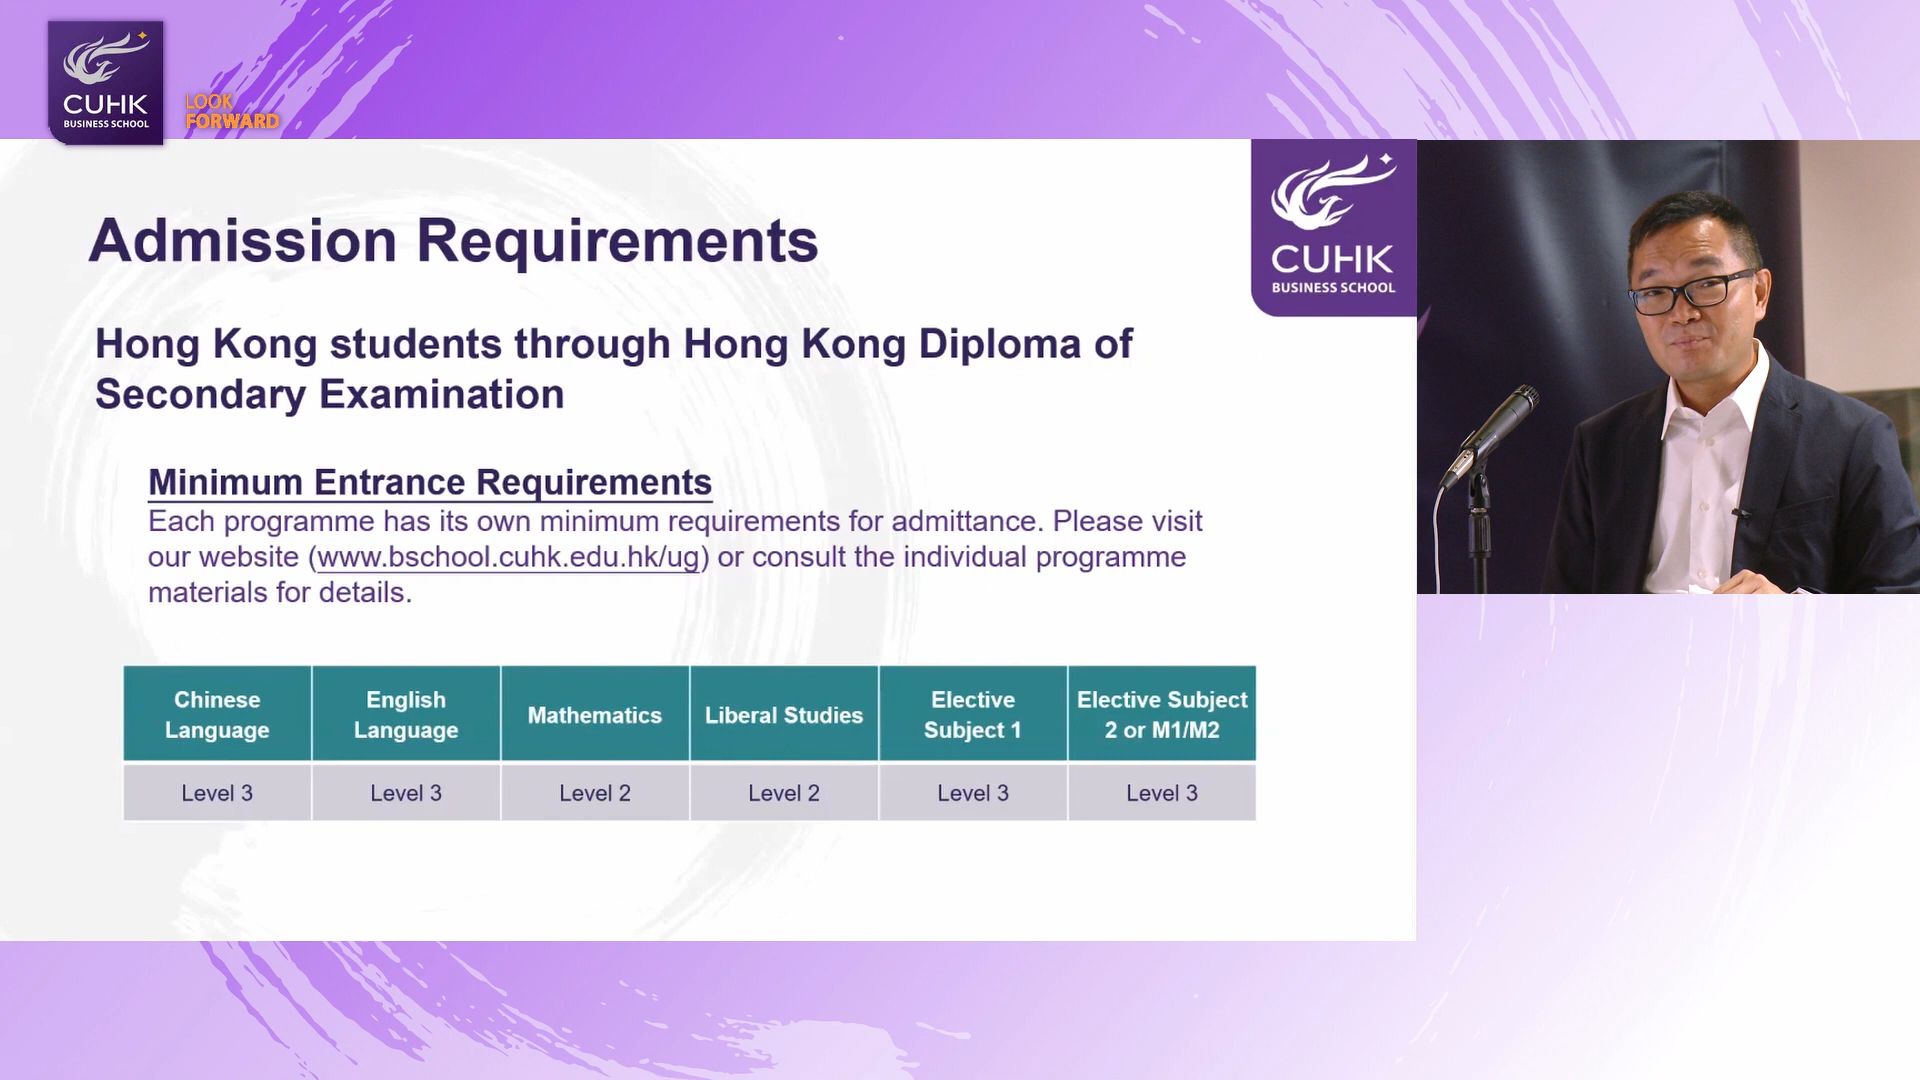 CUHK
BUSINESS SCHOOL
LOOK
FORWARD
CUHK
BUSINESS SCHOOL
Admission Requirements
Hong Kong students through Hong Kong Diploma of
Secondary Examination
Minimum Entrance Requirements
Each programme has its own minimum requirements for admittance. Please visit
our website (www.bschool.cuhk.edu.hk/ug) or consult the individual programme
materials for details.
Chinese Language
English Language
Mathematics
Liberal Studies
Elective Subject 1
Elective Subject 2 or M1/M2
Level 3
Level 3
Level 2
Level 2
Level 3
Level 3